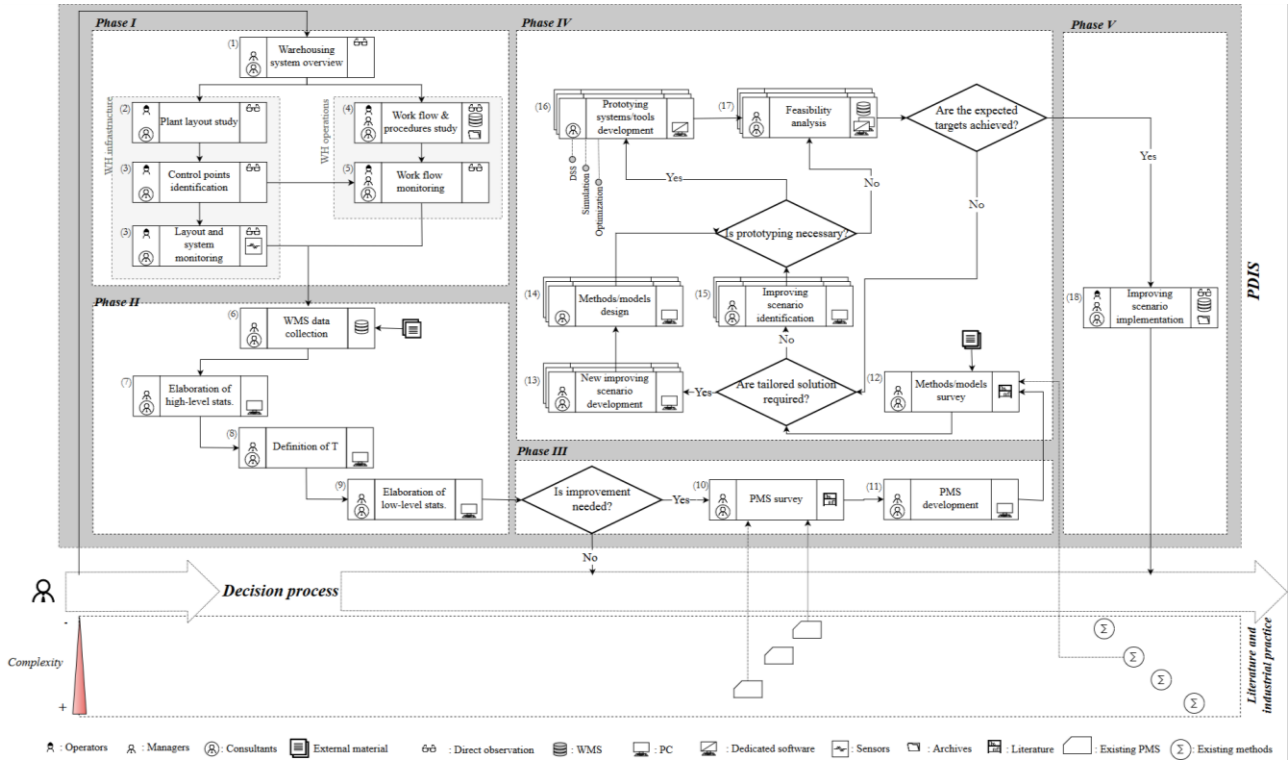 Phase I
(1)
Warehousing
system overview
WH infrastructure
(2)
Plant layout study
(3)
Control points
identification
(3)
Layout and
system
monitoring
WH operations
(4)
Work flow &
procedures study
(5)
Work flow
monitoring
Phase II
(6)
WMS data
collection
(7)
Elaboration of
high-level stats.
(8)
Definition of T
(9)
Elaboration of
low-level stats.
Phase III
Is improvement
needed?
Yes
No
(10)
PMS survey
(11)
PMS
development
Phase IV
(16)
Prototying
systems/tools
development
DSS
Simulation
Optimization
(17)
Feasibility
analysis
Are the expected
targets achieved?
Yes
No
Is prototyping necessary?
Yes
No
(14)
Methods/models
design
(15)
Improving
scenario
identification
No
(13)
New improving
scenario
development
Yes
Are tailored solution
required?
(12)
Methods/models
survey
Phase V
(18)
Improving scenario
implementation
PDIS
Decision process
-
Complexity
+
Σ
Σ
Σ
Σ
Literature and
industrial practice
: Operators
: Managers
: Consultants
: External material
: Direct observation
: WMS
: PC
: Dedicated software
: Sensors
: Archives
: Literature
: Existing PMS
Σ : Existing methods